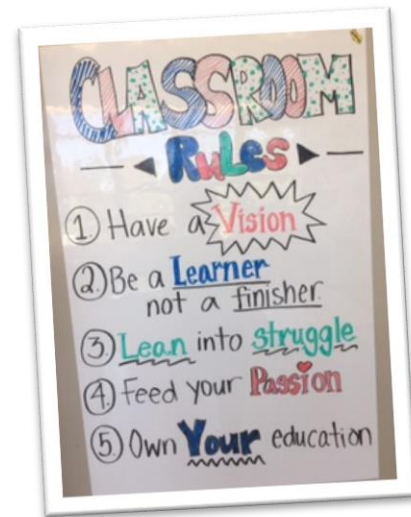 CLASSROOM
RuLes
1. Have a Vision
2. Be a Learner
not a finisher.
3. Lean into struggle
4. Feed your Passion
5. Own Your education